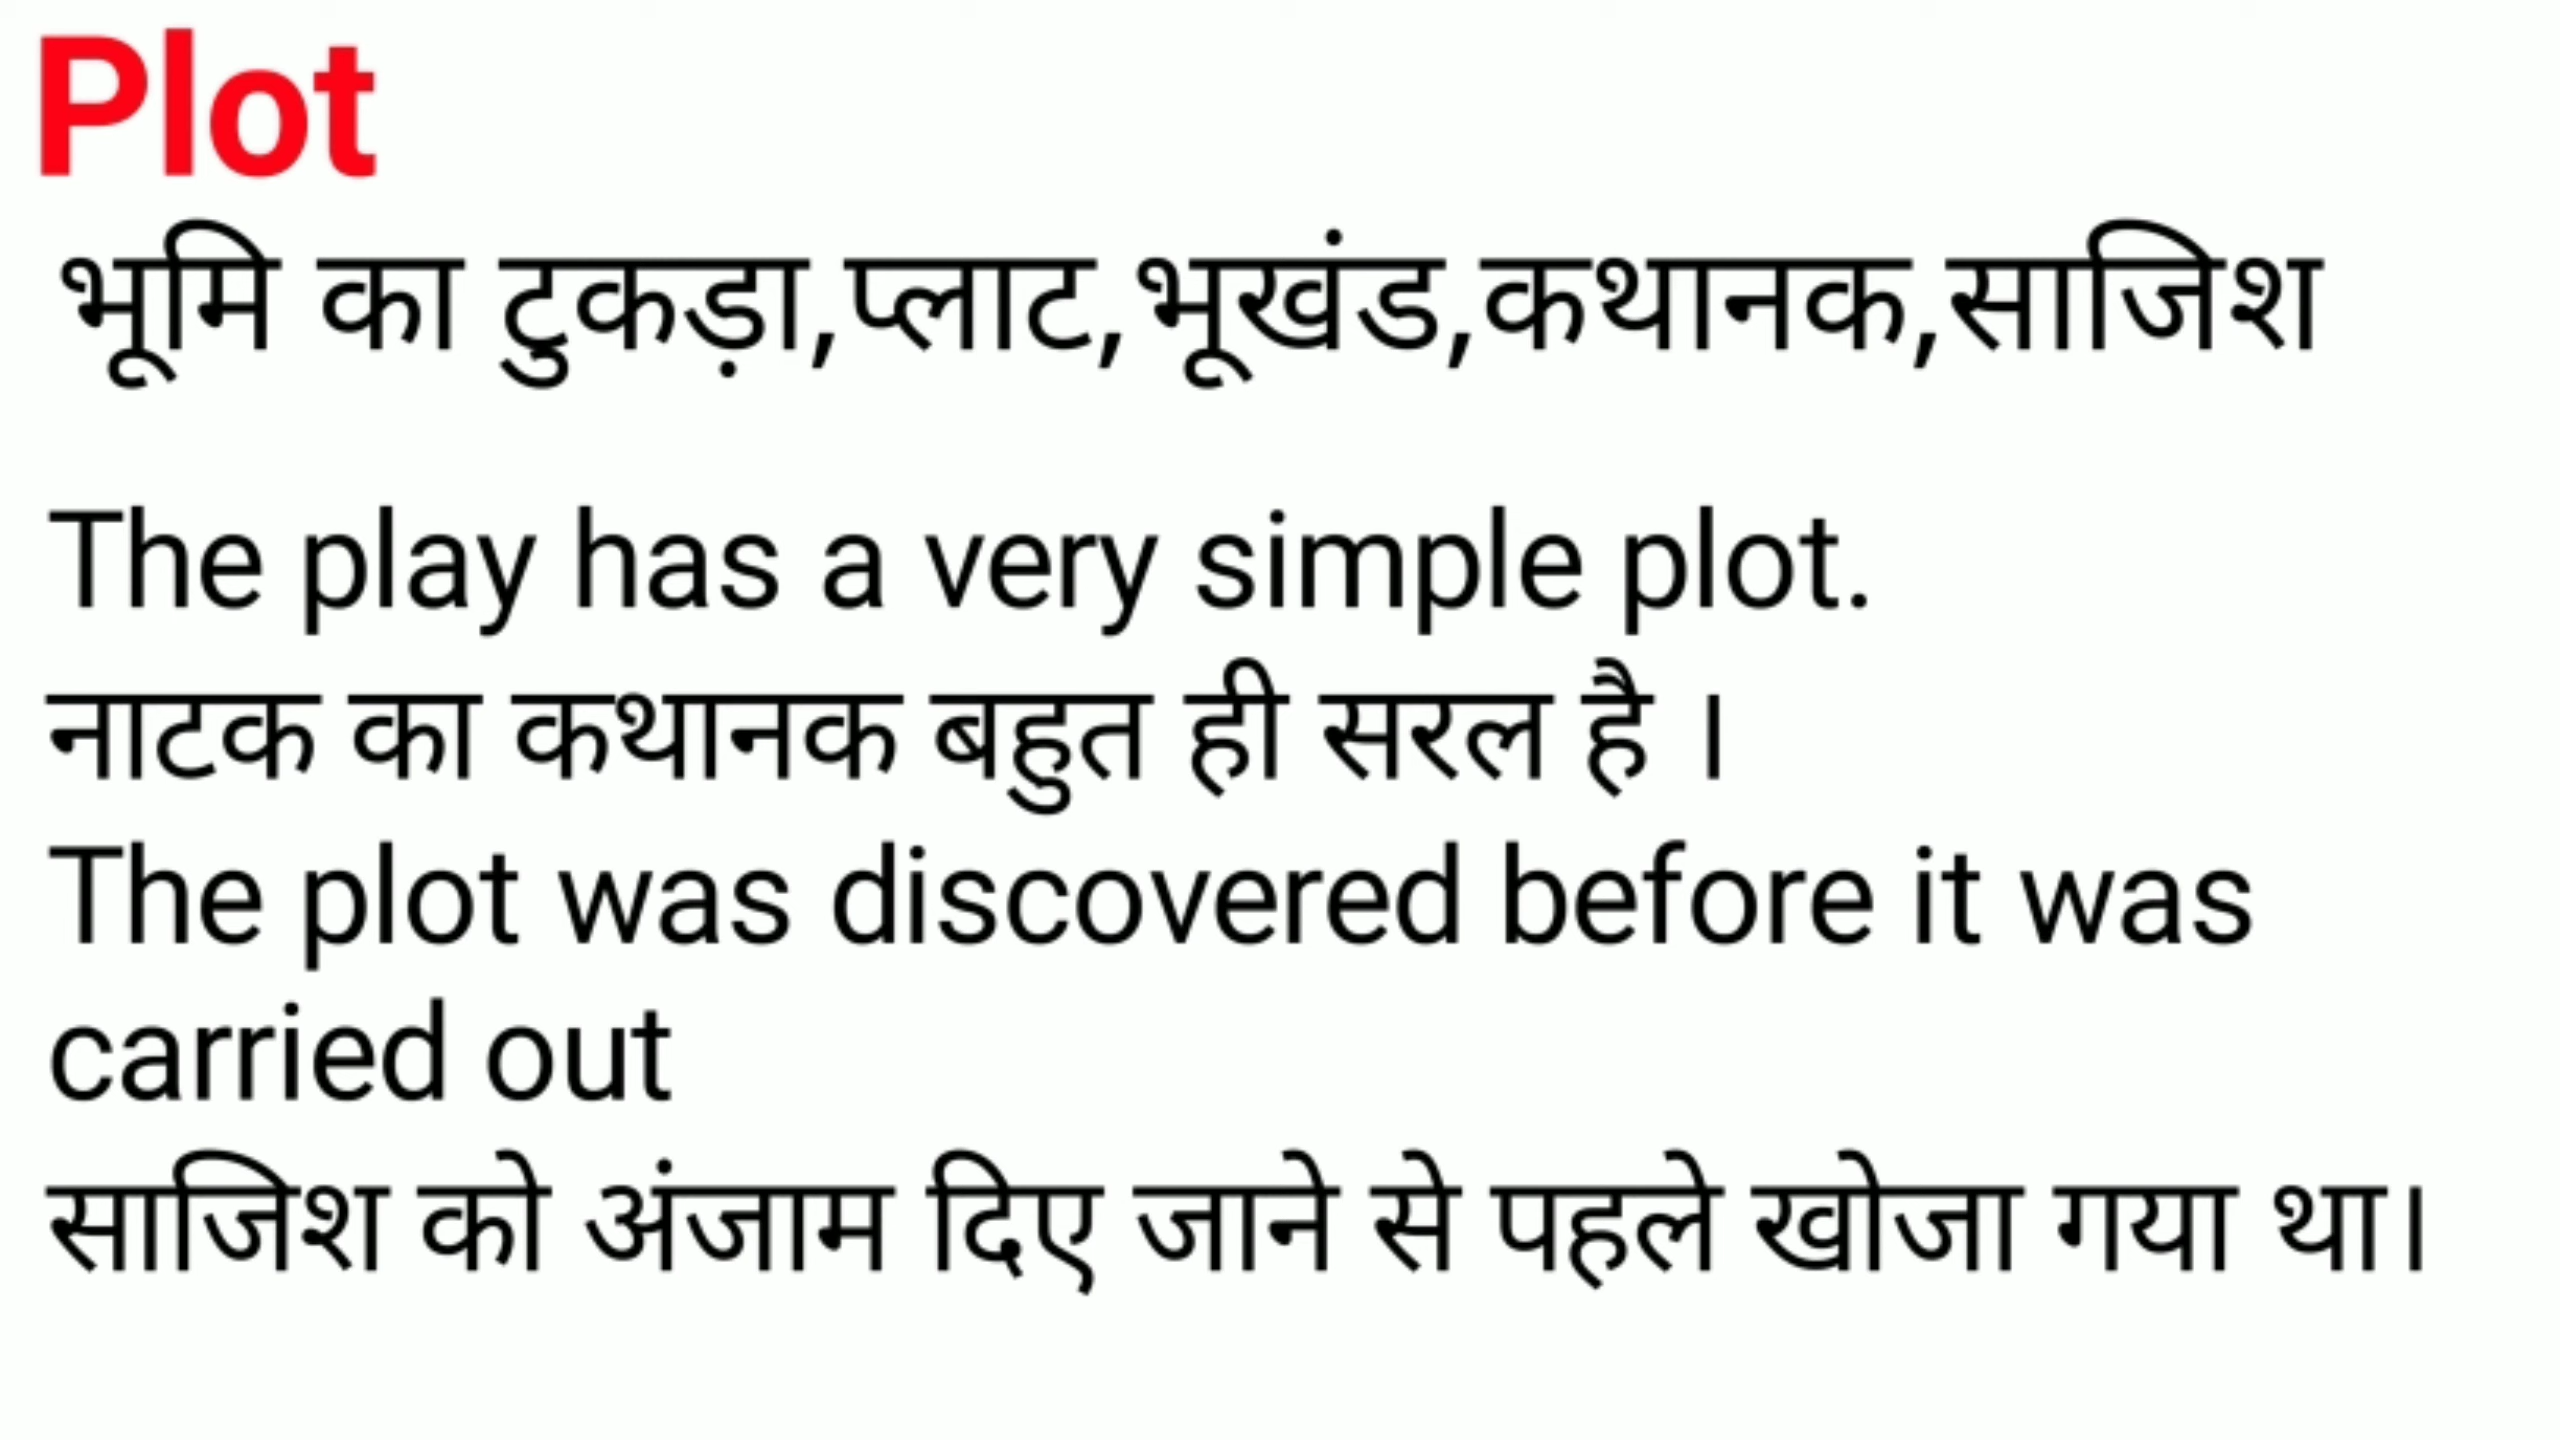 Plot
भूमि का टुकड़ा,प्लाट,भूखंड,कथानक,साजिश
The play has a very simple plot.
नाटक का कथानक बहुत ही सरल है ।
The plot was discovered before it was
carried out
साजिश को अंजाम दिए जाने से पहले खोजा गया था।